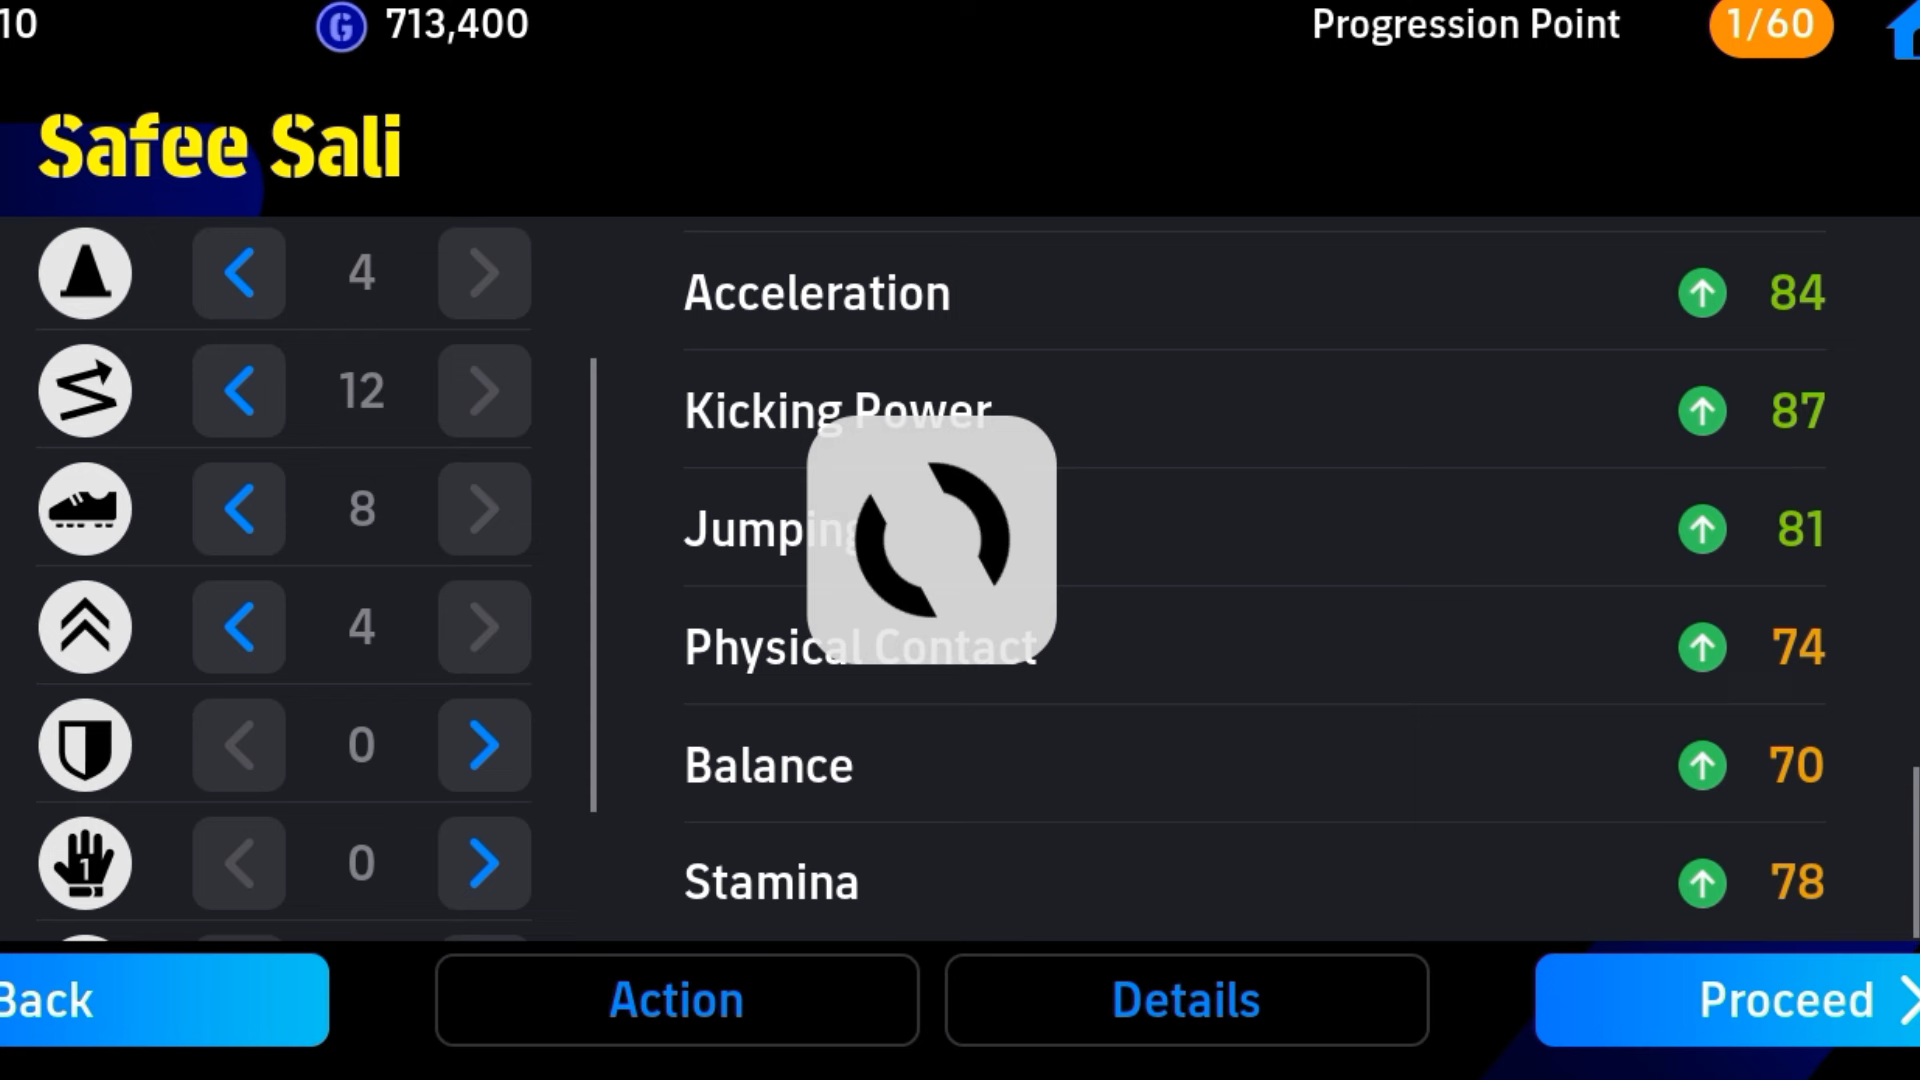 10
G 713,400
Progression Point 1/60
Safee Sali
4
12
8
4
0
1
0
Acceleration 84
Kicking Power 87
Jumping 81
Physical Contact 74
Balance 70
Stamina 78
Back
Action
Details
Proceed